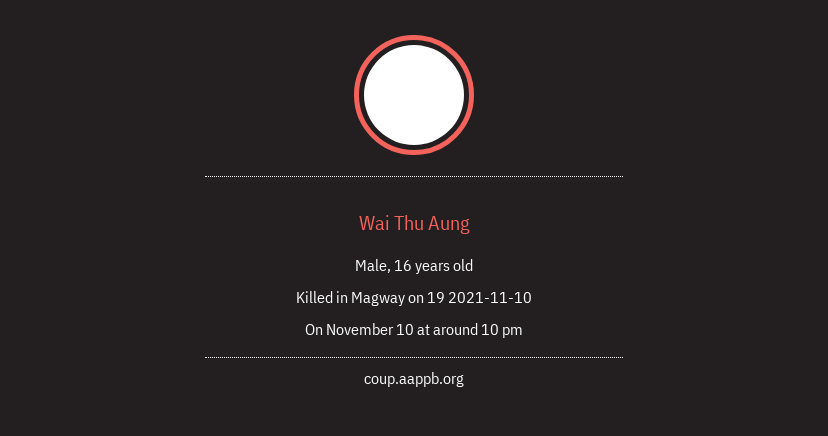 Wai Thu Aung
Male, 16 years old
Killed in Magway on 19 2021-11-10
On November 10 at around 10 pm
coup.aappb.org